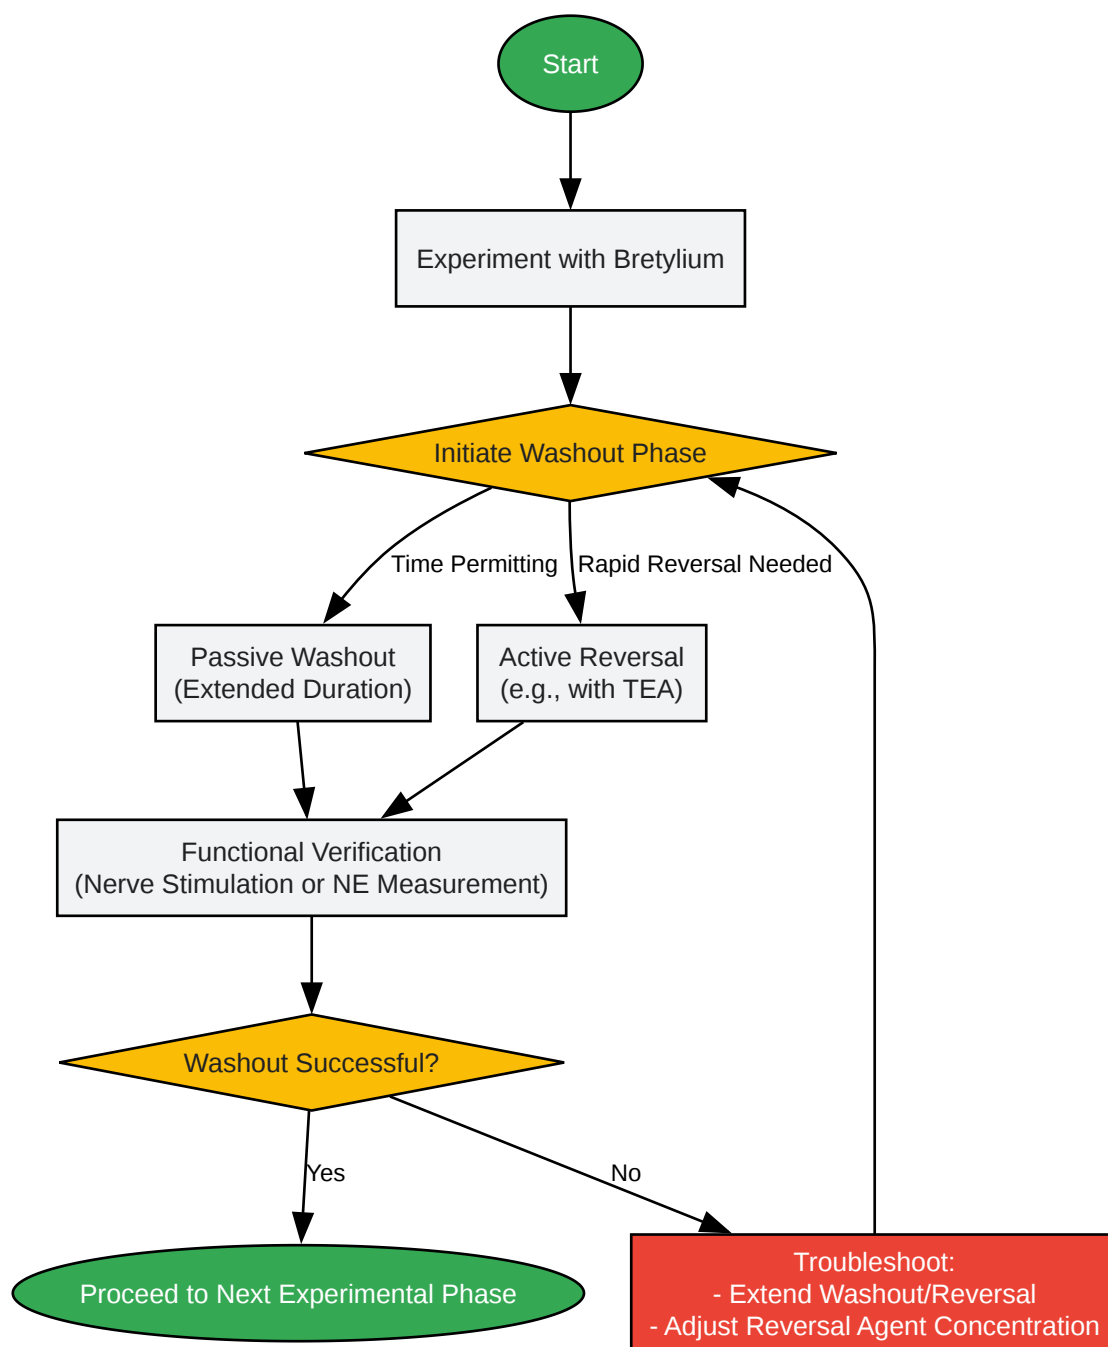 Start
Experiment with Bretylium
Initiate Washout Phase
Time Permitting
Rapid Reversal Needed
Passive Washout
(Extended Duration)
Active Reversal
(e.g., with TEA)
Functional Verification
(Nerve Stimulation or NE Measurement)
Washout Successful?
Yes
No
Proceed to Next Experimental Phase
Troubleshoot:
- Extend Washout/Reversal
- Adjust Reversal Agent Concentration